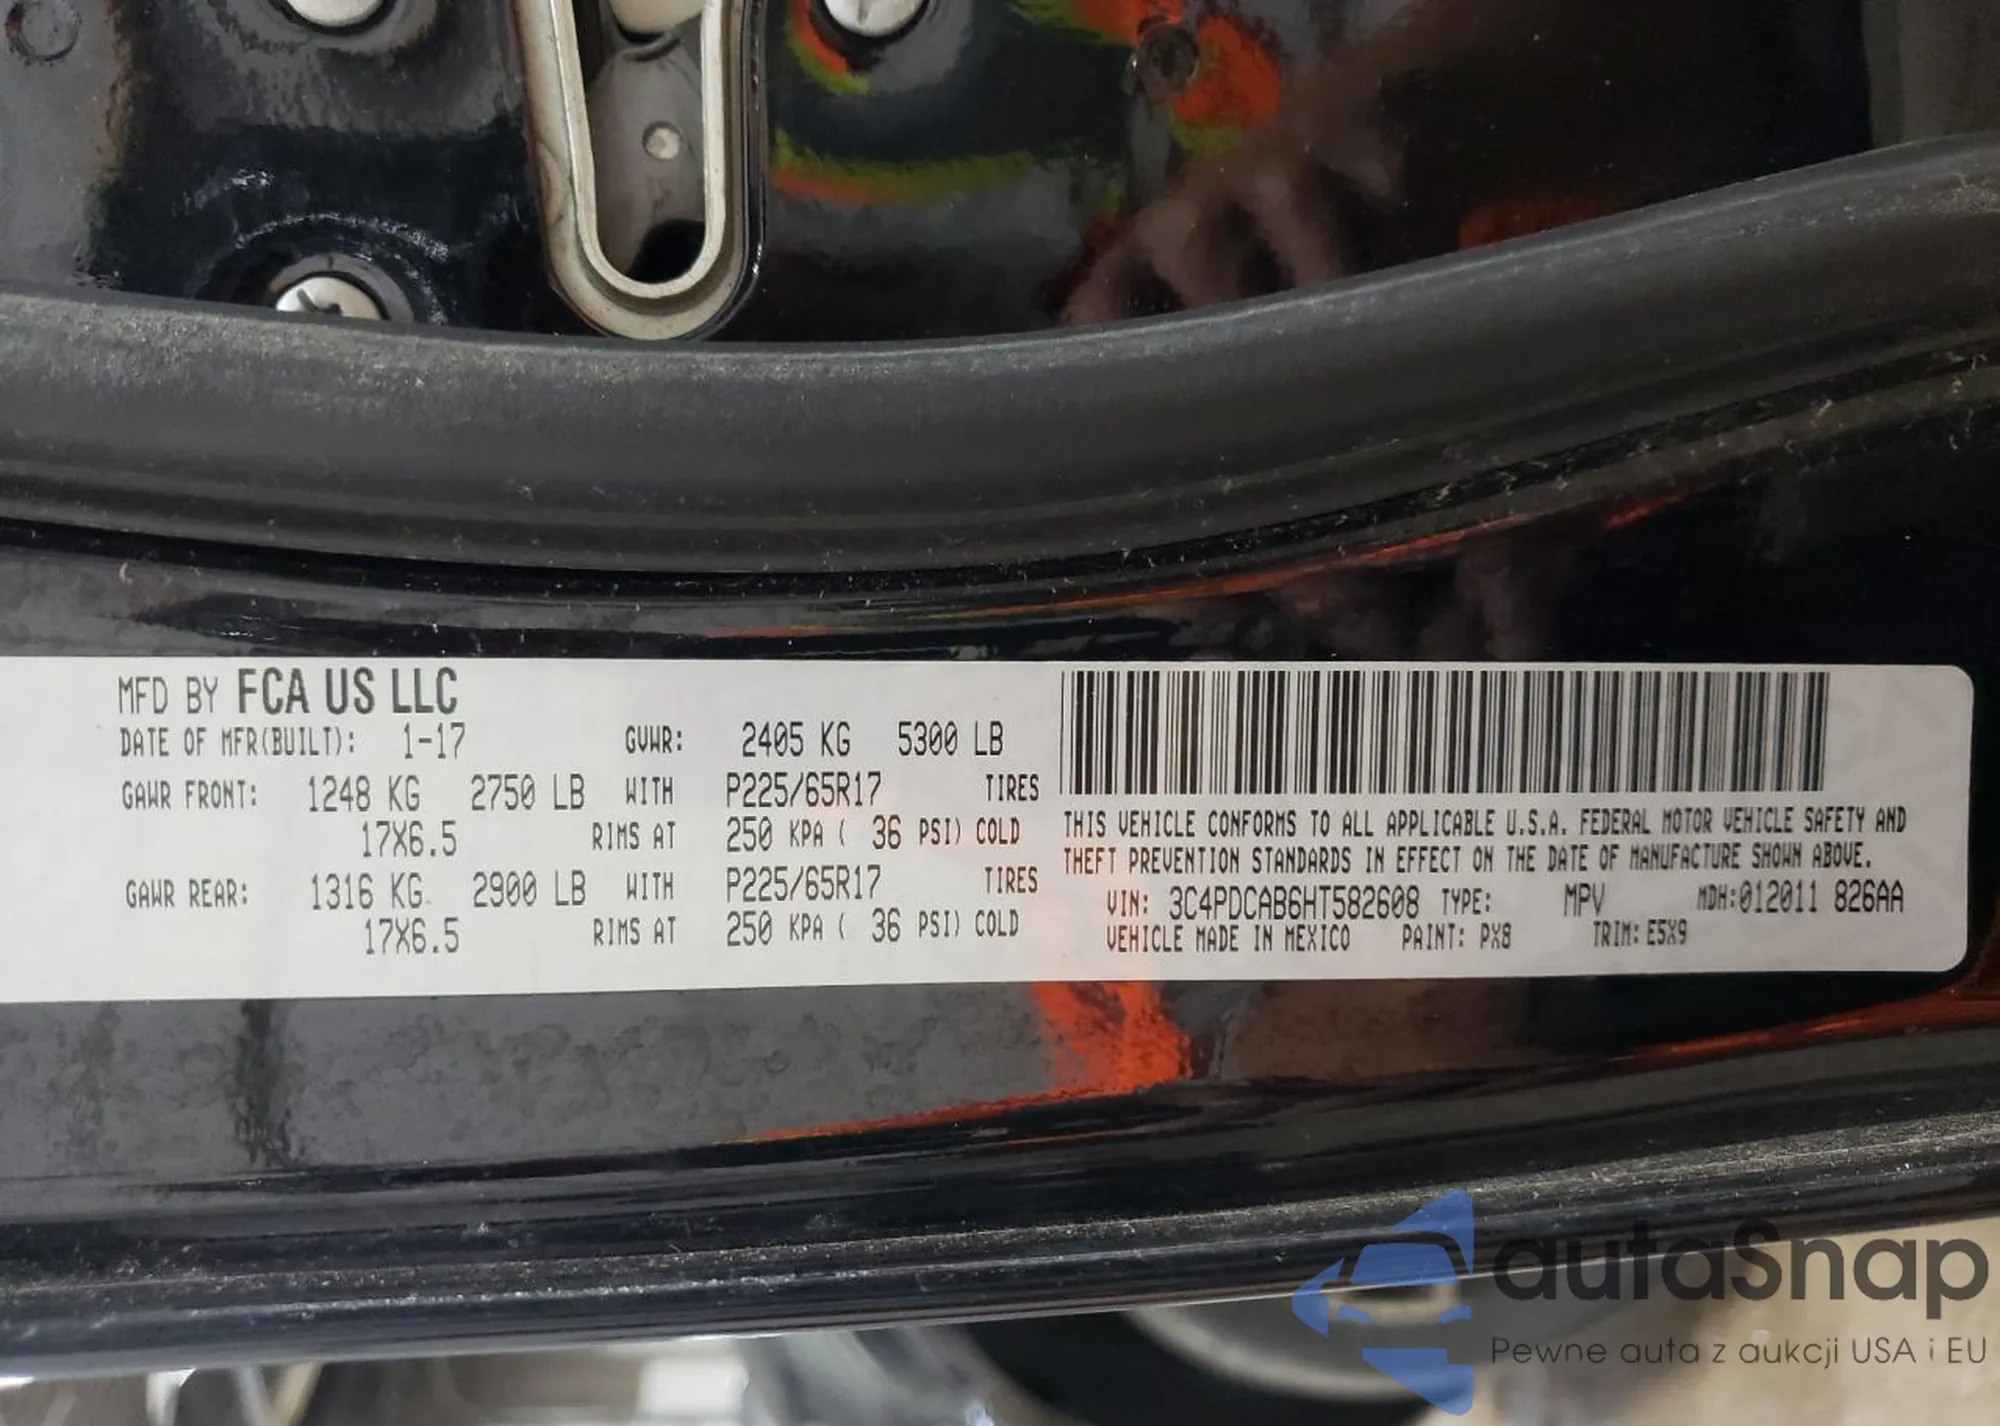 MFD BY FCA US LLC
DATE OF MFR(BUILT): 1-17 GVWR: 2405 KG 5300 LB
GAWR FRONT: 1248 KG 2750 LB WITH P225/65R17 TIRES
17X6.5 RIMS AT 250 KPA ( 36 PSI) COLD
GAWR REAR: 1316 KG 2900 LB WITH P225/65R17 TIRES
17X6.5 RIMS AT 250 KPA ( 36 PSI) COLD
THIS VEHICLE CONFORMS TO ALL APPLICABLE U.S.A. FEDERAL MOTOR VEHICLE SAFETY AND
THEFT PREVENTION STANDARDS IN EFFECT ON THE DATE OF MANUFACTURE SHOWN ABOVE.
VIN: 3C4PDCAB6HT582608 TYPE: MPV MDH:012011 826AA
VEHICLE MADE IN MEXICO PAINT: PX8 TRIM: E5X9
autaSnap
Pewne auta z aukcji USA i EU